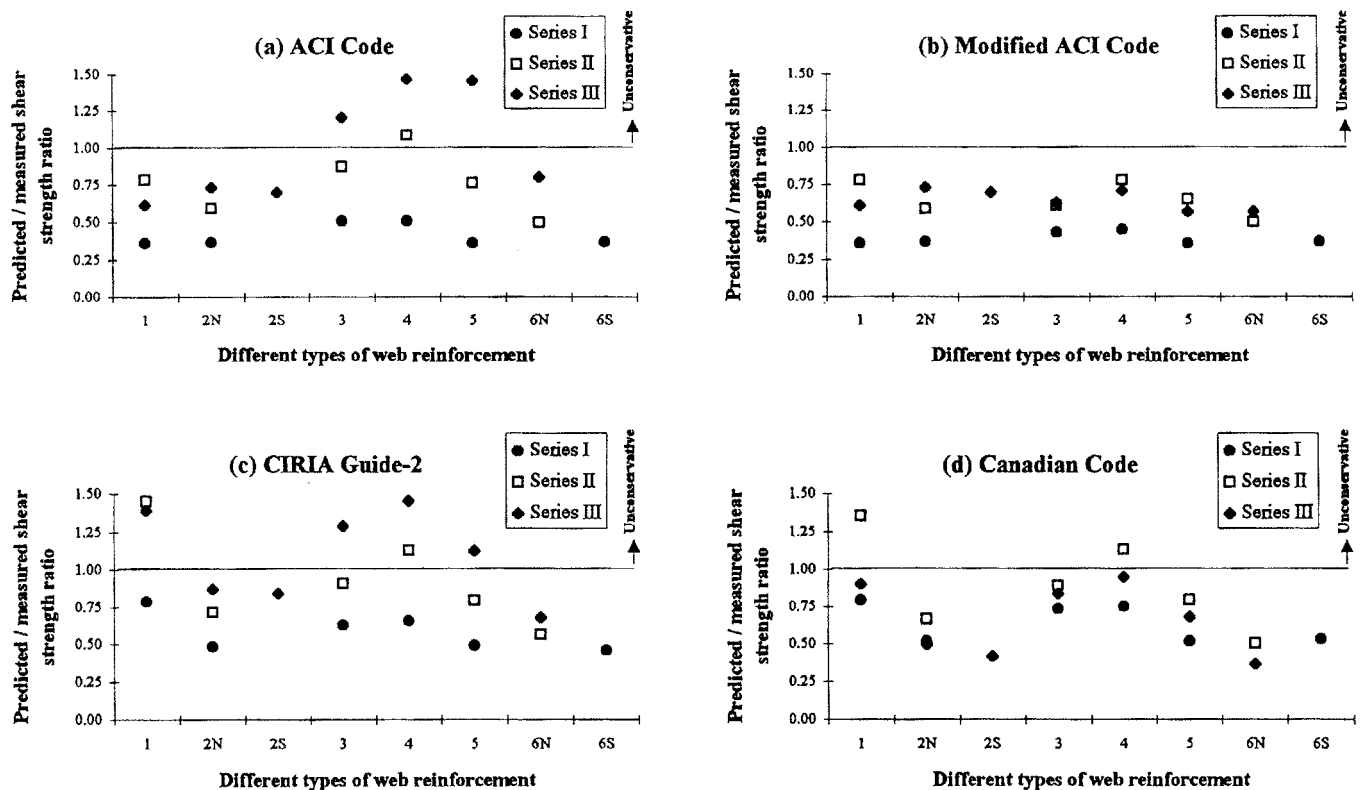 (a) ACI Code
Series I
Series II
Series III
Unconservative
Predicted / measured shear
strength ratio
1.50
1.25
1.00
0.75
0.50
0.25
0.00
1 2N 2S 3 4 5 6N 6S
Different types of web reinforcement
(b) Modified ACI Code
Series I
Series II
Series III
Unconservative
Predicted / measured shear
strength ratio
1.50
1.25
1.00
0.75
0.50
0.25
0.00
1 2N 2S 3 4 5 6N 6S
Different types of web reinforcement
(c) CIRIA Guide-2
Series I
Series II
Series III
Unconservative
Predicted / measured shear
strength ratio
1.50
1.25
1.00
0.75
0.50
0.25
0.00
1 2N 2S 3 4 5 6N 6S
Different types of web reinforcement
(d) Canadian Code
Series I
Series II
Series III
Unconservative
Predicted / measured shear
strength ratio
1.50
1.25
1.00
0.75
0.50
0.25
0.00
1 2N 2S 3 4 5 6N 6S
Different types of web reinforcement